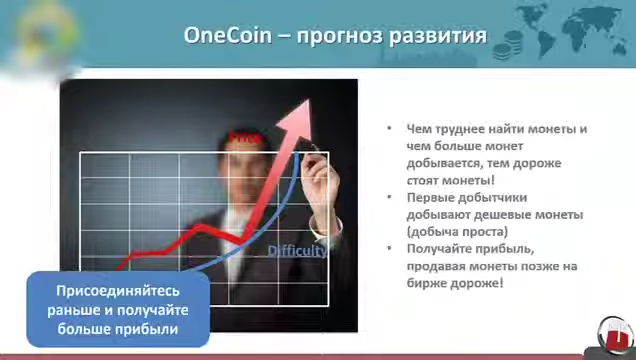 OneCoin – прогноз развития
Price
Difficulty
• Чем труднее найти монеты и
чем больше монет
добывается, тем дороже
стоят монеты!
• Первые добытчики
добывают дешевые монеты
(добыча проста)
• Получайте прибыль,
продавая монеты позже на
бирже дороже!
Присоединяйтесь
раньше и получайте
больше прибыли